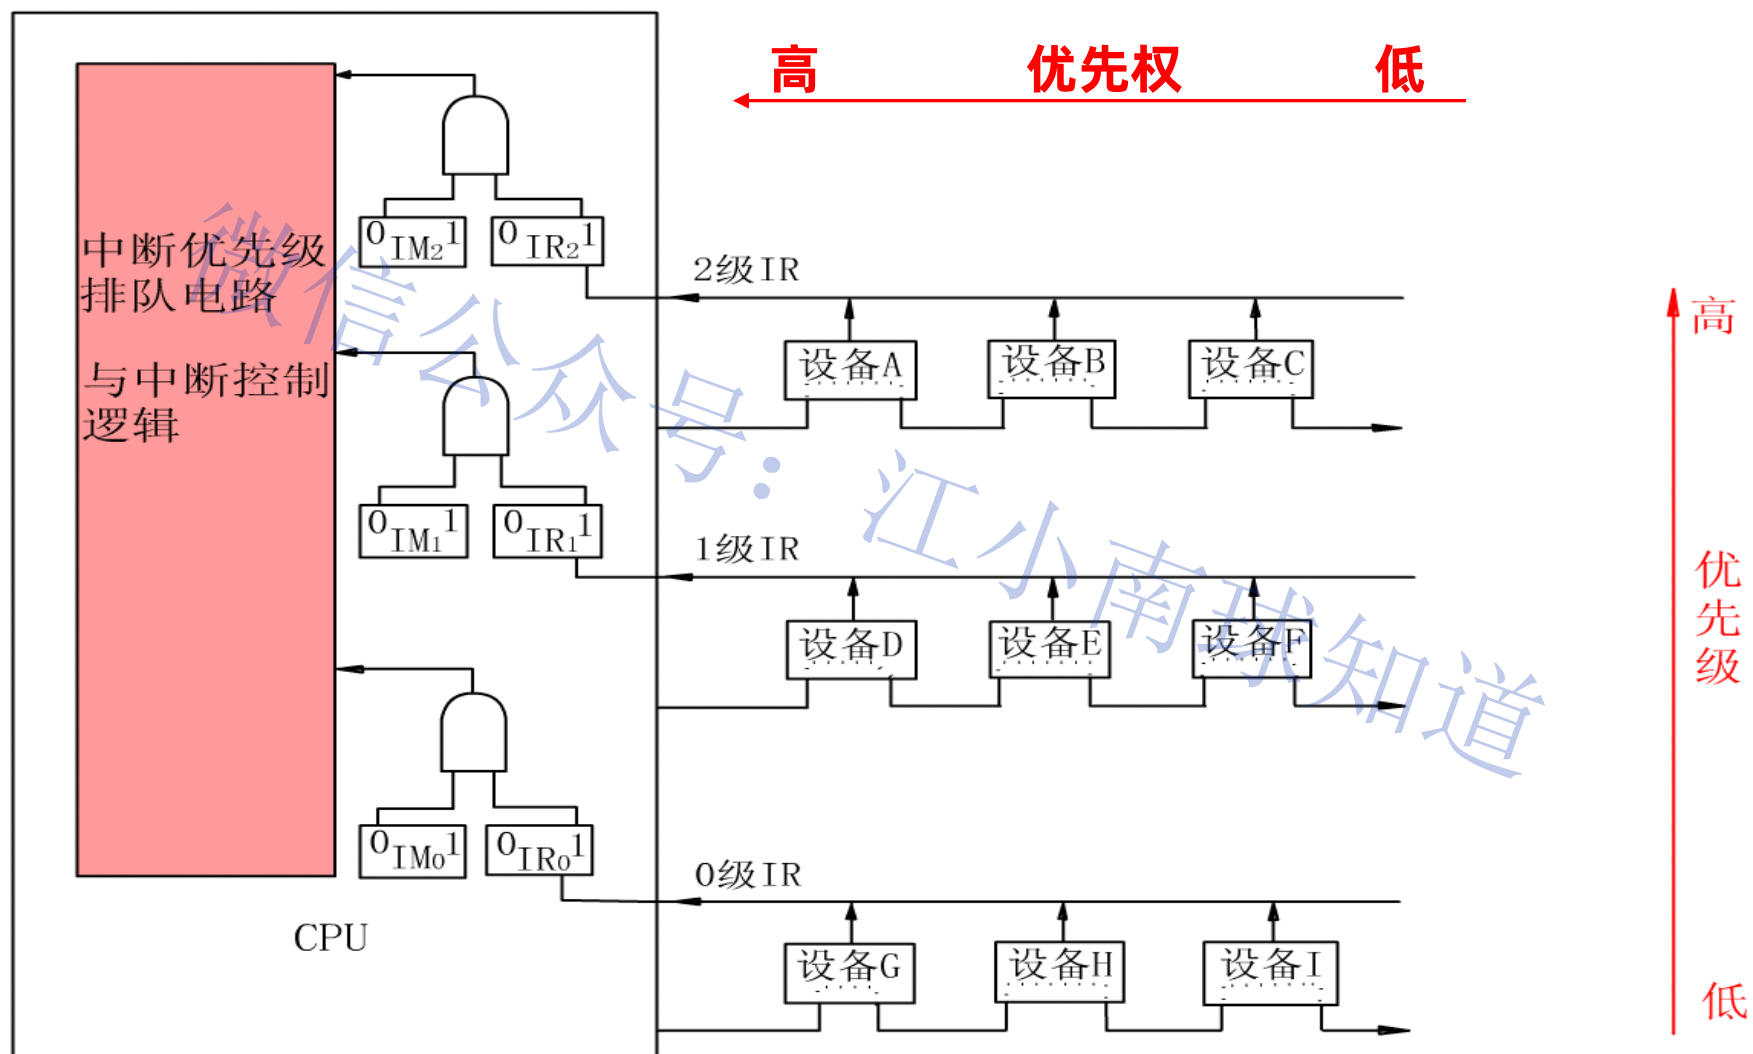 高 优先权 低
中断优先级
排队电路
与中断控制
逻辑
0 IM2 1
0 IR2 1
2级IR
设备A
设备B
设备C
高
0 IM1 1
0 IR1 1
1级IR
设备D
设备E
设备F
优
先
级
0 IM0 1
0 IR0 1
0级IR
设备G
设备H
设备I
低
CPU
微信公众号：江小南球知道